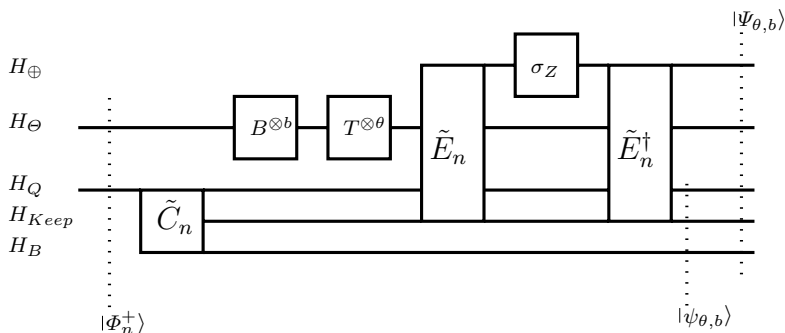 |Ψ_{θ,b}⟩
H_⊕ σ_Z
H_Θ B^{⊗b} T^{⊗θ} Ẽ_n Ẽ_n^†
H_Q
H_{Keep} C̃_n
H_B
|Φ_n^+⟩ |ψ_{θ,b}⟩